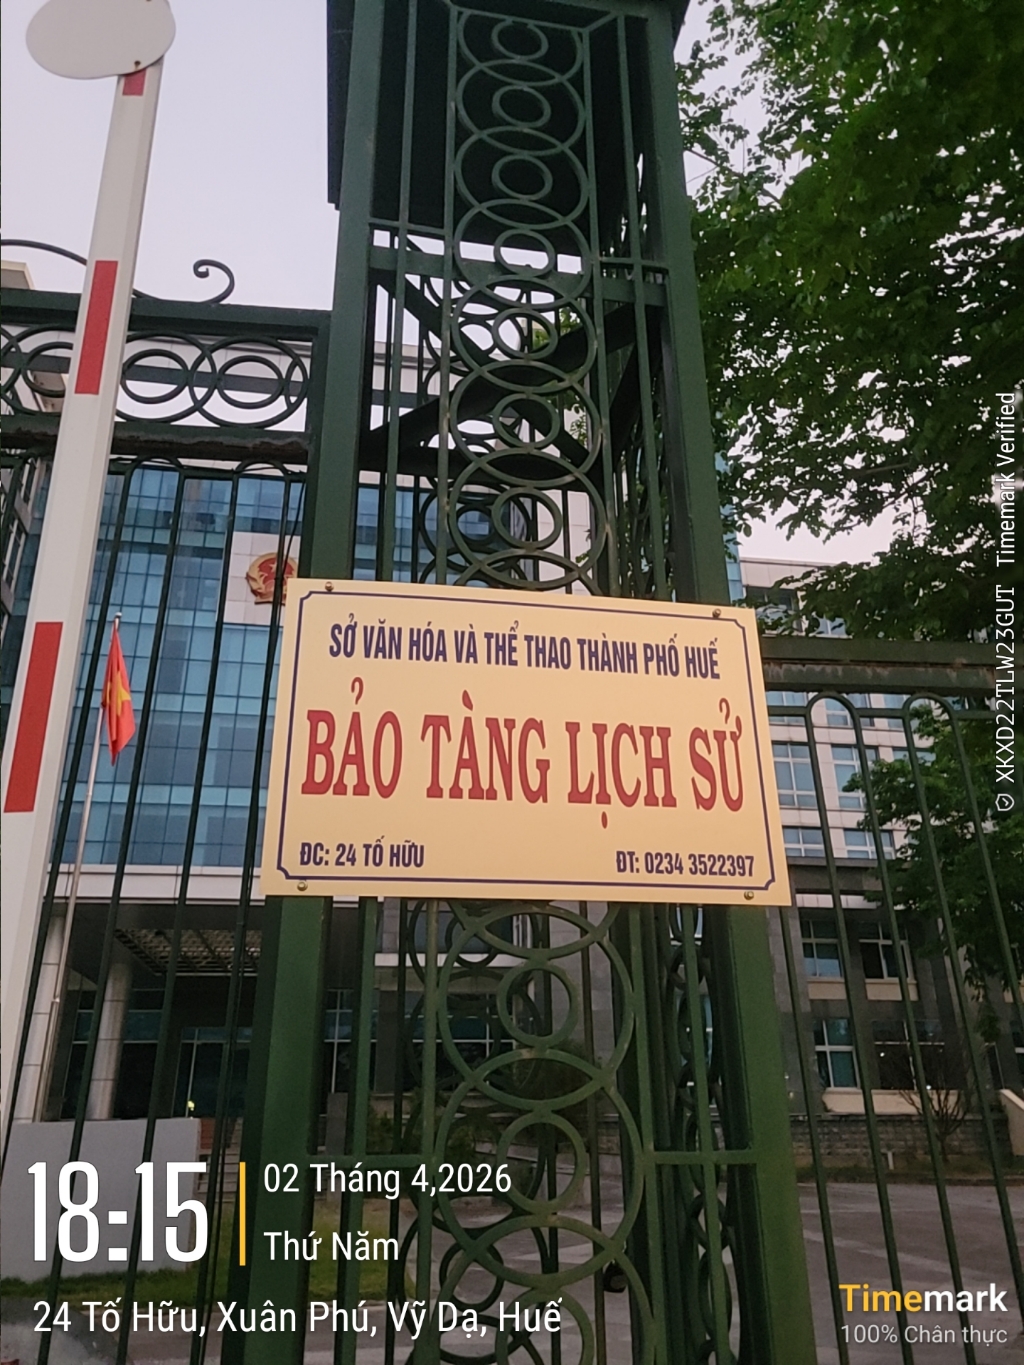 SỞ VĂN HÓA VÀ THỂ THAO THÀNH PHỐ HUẾ
BẢO TÀNG LỊCH SỬ
ĐC: 24 TỐ HỮU
ĐT: 0234 3522397
XKXD22TLW23GUT Timemark Verified
18:15
02 Tháng 4,2026
Thứ Năm
24 Tố Hữu, Xuân Phú, Vỹ Dạ, Huế
Timemark
100% Chân thực